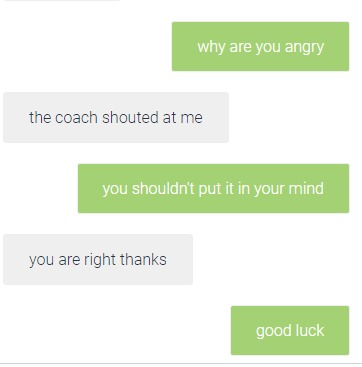 why are you angry
the coach shouted at me
you shouldn't put it in your mind
you are right thanks
good luck